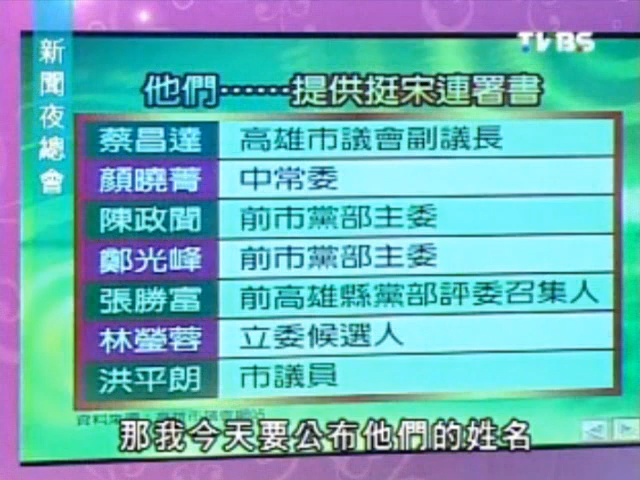 TVBS
新聞夜總會
他們⋯⋯提供挺宋連署書
蔡昌達 高雄市議會副議長
顏曉菁 中常委
陳政聞 前市黨部主委
鄭光峰 前市黨部主委
張勝富 前高雄縣黨部評委召集人
林瑩蓉 立委候選人
洪平朗 市議員
那我今天要公布他們的姓名